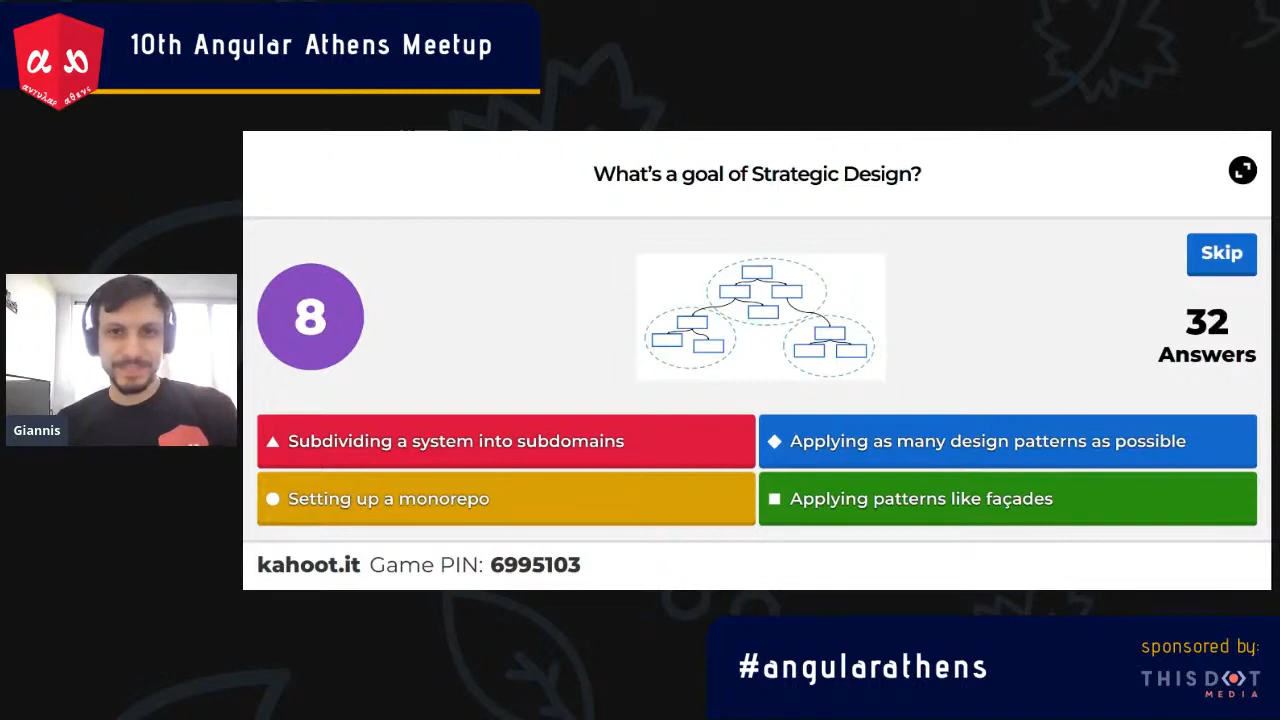 10th Angular Athens Meetup
αγγυλαρ αθενς
What's a goal of Strategic Design?
Skip
8
32
Answers
Giannis
Subdividing a system into subdomains
Applying as many design patterns as possible
Setting up a monorepo
Applying patterns like façades
kahoot.it Game PIN: 6995103
#angularathens
sponsored by:
THIS DOT
MEDIA